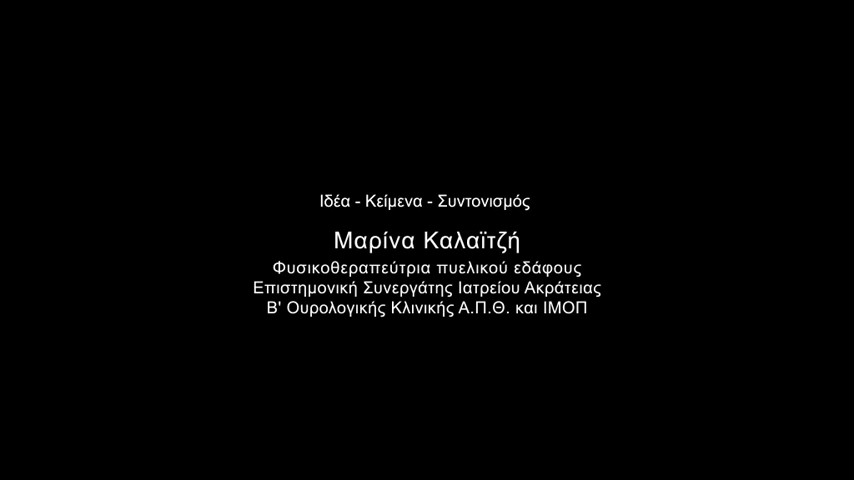 Ιδέα - Κείμενα - Συντονισμός
Μαρίνα Καλαϊτζή
Φυσικοθεραπεύτρια πυελικού εδάφους
Επιστημονική Συνεργάτης Ιατρείου Ακράτειας
Β' Ουρολογικής Κλινικής Α.Π.Θ. και ΙΜΟΠ